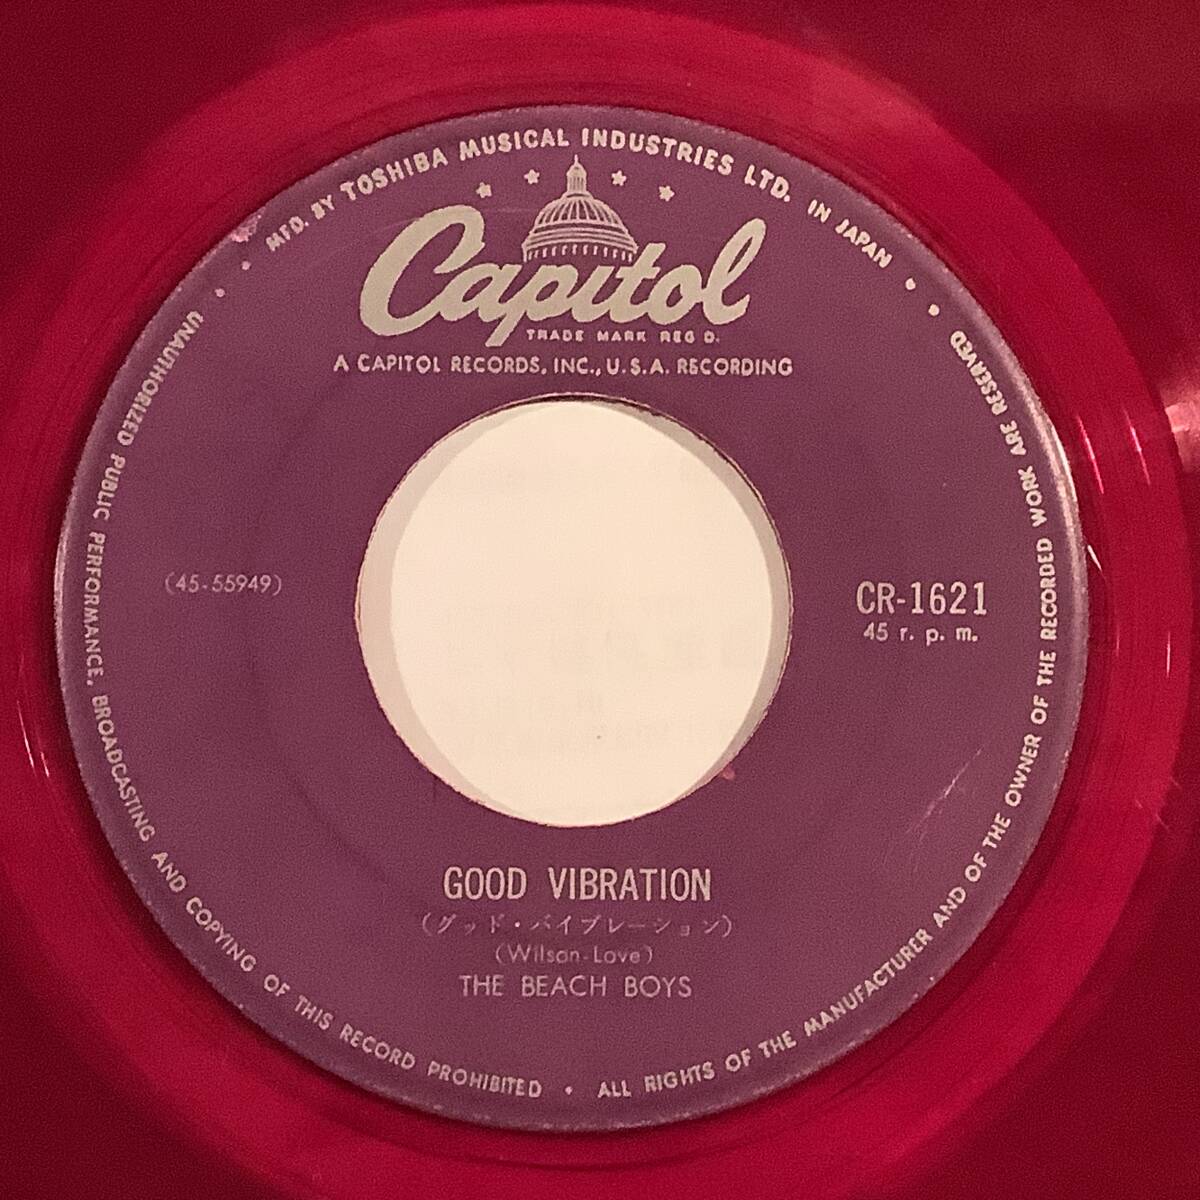 MFD. BY TOSHIBA MUSICAL INDUSTRIES LTD. IN JAPAN
Capitol
TRADE MARK REG D.
A CAPITOL RECORDS, INC., U.S.A. RECORDING
(45-55949)
CR-1621
45 r. p. m.
GOOD VIBRATION
(グッド・バイブレーション)
(Wilson-Love)
THE BEACH BOYS
UNAUTHORIZED PUBLIC PERFORMANCE, BROADCASTING AND COPYING OF THIS RECORD PROHIBITED • ALL RIGHTS OF THE MANUFACTURER AND OF THE OWNER OF THE RECORDED WORK ARE RESERVED